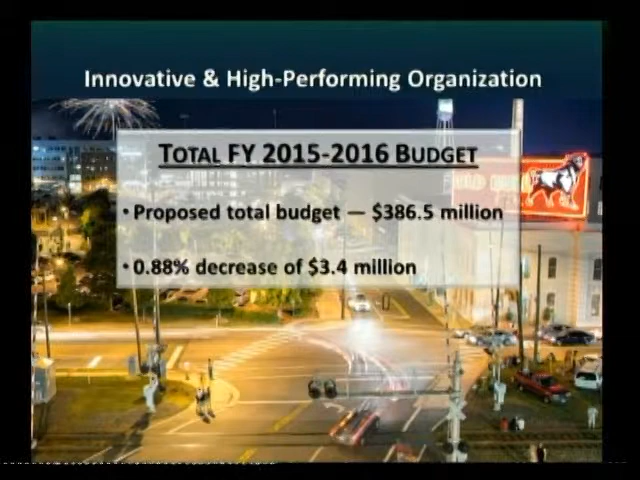 Innovative & High-Performing Organization
TOTAL FY 2015-2016 BUDGET
• Proposed total budget — $386.5 million
• 0.88% decrease of $3.4 million